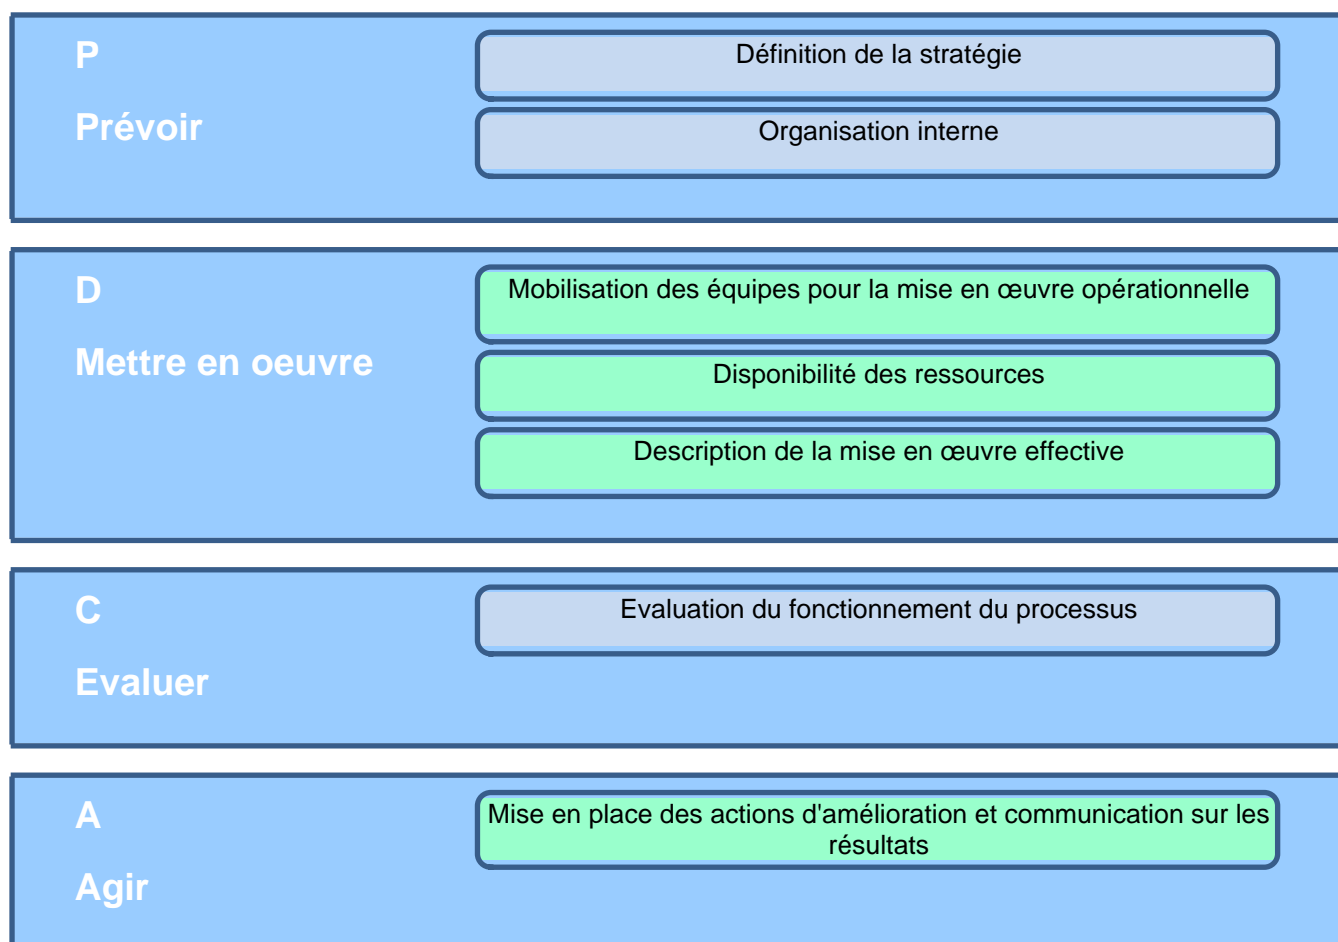 P
Prévoir
Définition de la stratégie
Organisation interne
D
Mettre en oeuvre
Mobilisation des équipes pour la mise en œuvre opérationnelle
Disponibilité des ressources
Description de la mise en œuvre effective
C
Evaluer
Evaluation du fonctionnement du processus
A
Agir
Mise en place des actions d'amélioration et communication sur les
résultats